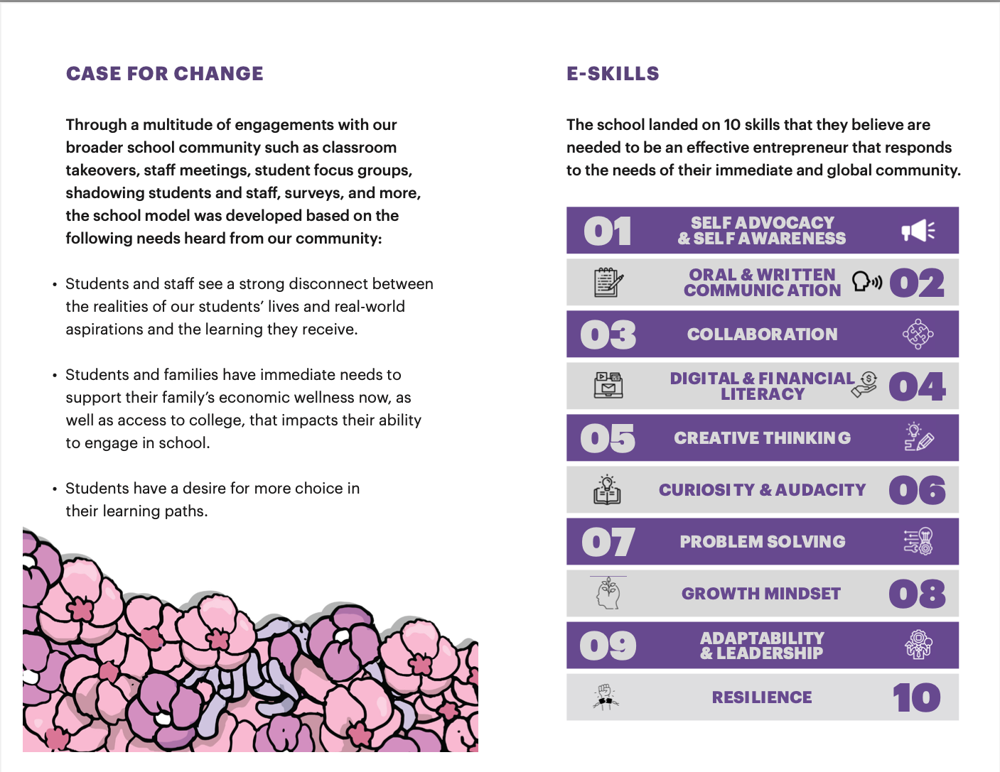 CASE FOR CHANGE
Through a multitude of engagements with our
broader school community such as classroom
takeovers, staff meetings, student focus groups,
shadowing students and staff, surveys, and more,
the school model was developed based on the
following needs heard from our community:
• Students and staff see a strong disconnect between
the realities of our students’ lives and real-world
aspirations and the learning they receive.
• Students and families have immediate needs to
support their family’s economic wellness now, as
well as access to college, that impacts their ability
to engage in school.
• Students have a desire for more choice in
their learning paths.
E-SKILLS
The school landed on 10 skills that they believe are
needed to be an effective entrepreneur that responds
to the needs of their immediate and global community.
01 SELF ADVOCACY
& SELF AWARENESS
ORAL & WRITTEN
COMMUNICATION 02
03 COLLABORATION
DIGITAL & FINANCIAL
LITERACY 04
05 CREATIVE THINKING
CURIOSITY & AUDACITY 06
07 PROBLEM SOLVING
GROWTH MINDSET 08
09 ADAPTABILITY
& LEADERSHIP
RESILIENCE 10